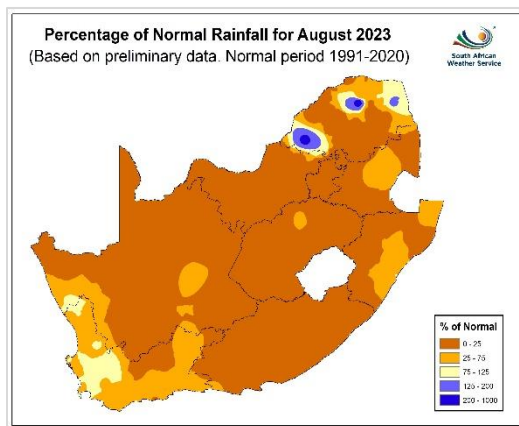 Percentage of Normal Rainfall for August 2023
(Based on preliminary data. Normal period 1991-2020)
South African
Weather Service
% of Normal
0 - 25
25 - 75
75 - 125
125 - 200
200 - 1000